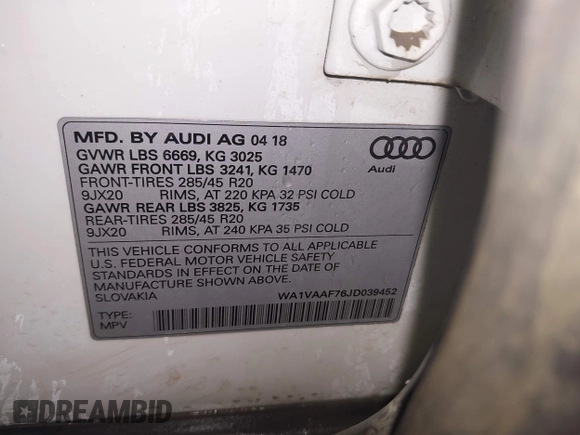 MFD. BY AUDI AG 04 18
GVWR LBS 6669, KG 3025
GAWR FRONT LBS 3241, KG 1470
FRONT-TIRES 285/45 R20
9JX20 RIMS, AT 220 KPA 32 PSI COLD
GAWR REAR LBS 3825, KG 1735
REAR-TIRES 285/45 R20
9JX20 RIMS, AT 240 KPA 35 PSI COLD
Audi
THIS VEHICLE CONFORMS TO ALL APPLICABLE
U.S. FEDERAL MOTOR VEHICLE SAFETY
STANDARDS IN EFFECT ON THE DATE OF
MANUFACTURE SHOWN ABOVE.
SLOVAKIA WA1VAAF76JD039452
TYPE:
MPV
DREAMBID